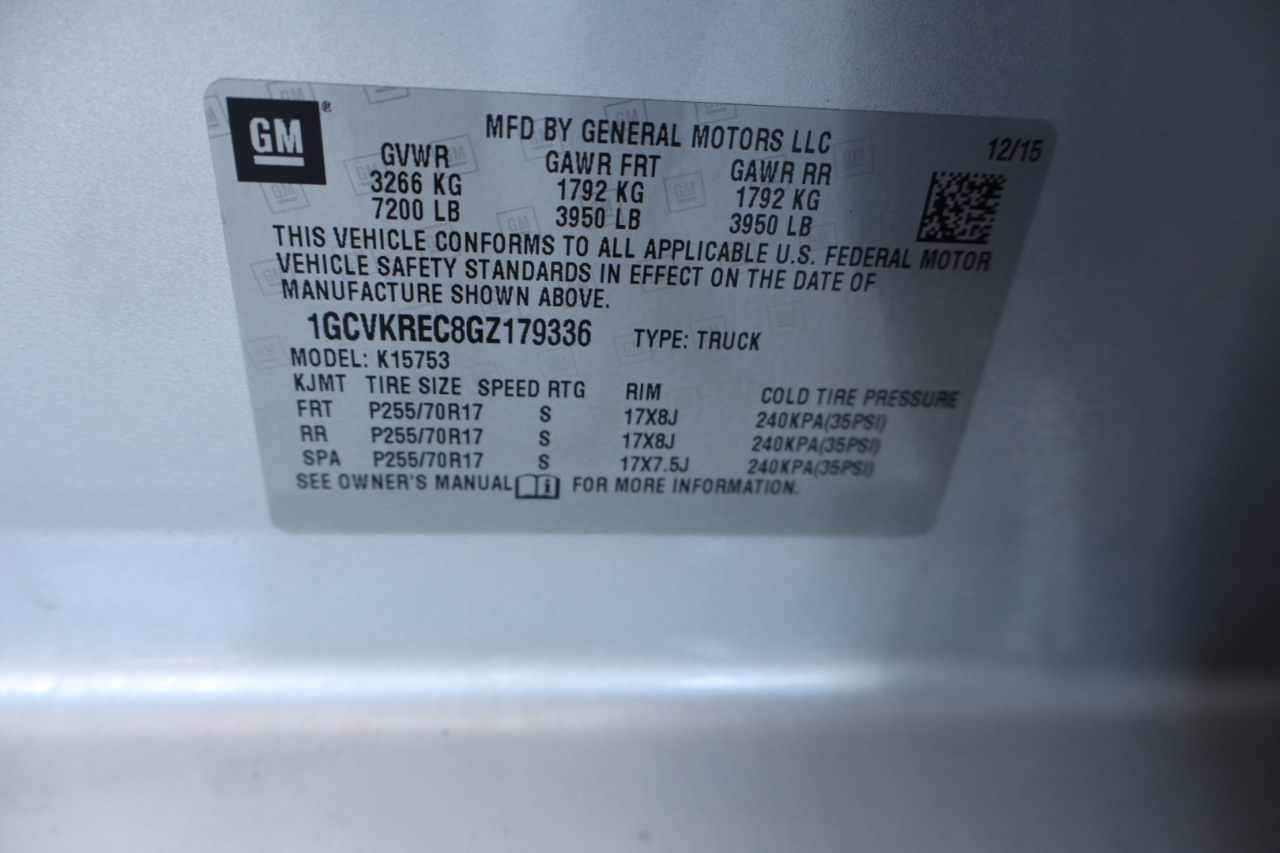 GM ®
MFD BY GENERAL MOTORS LLC 12/15
GVWR GAWR FRT GAWR RR
3266 KG 1792 KG 1792 KG
7200 LB 3950 LB 3950 LB
THIS VEHICLE CONFORMS TO ALL APPLICABLE U.S. FEDERAL MOTOR
VEHICLE SAFETY STANDARDS IN EFFECT ON THE DATE OF
MANUFACTURE SHOWN ABOVE.
1GCVKREC8GZ179336 TYPE: TRUCK
MODEL: K15753
KJMT TIRE SIZE SPEED RTG RIM COLD TIRE PRESSURE
FRT P255/70R17 S 17X8J 240KPA(35PSI)
RR P255/70R17 S 17X8J 240KPA(35PSI)
SPA P255/70R17 S 17X7.5J 240KPA(35PSI)
SEE OWNER'S MANUAL i FOR MORE INFORMATION.